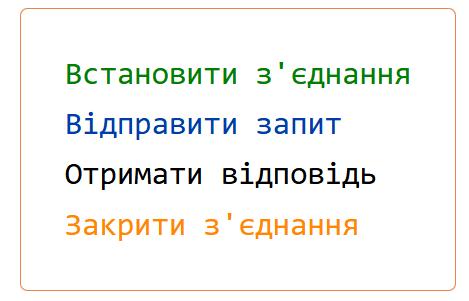 Встановити з'єднання
Відправити запит
Отримати відповідь
Закрити з'єднання